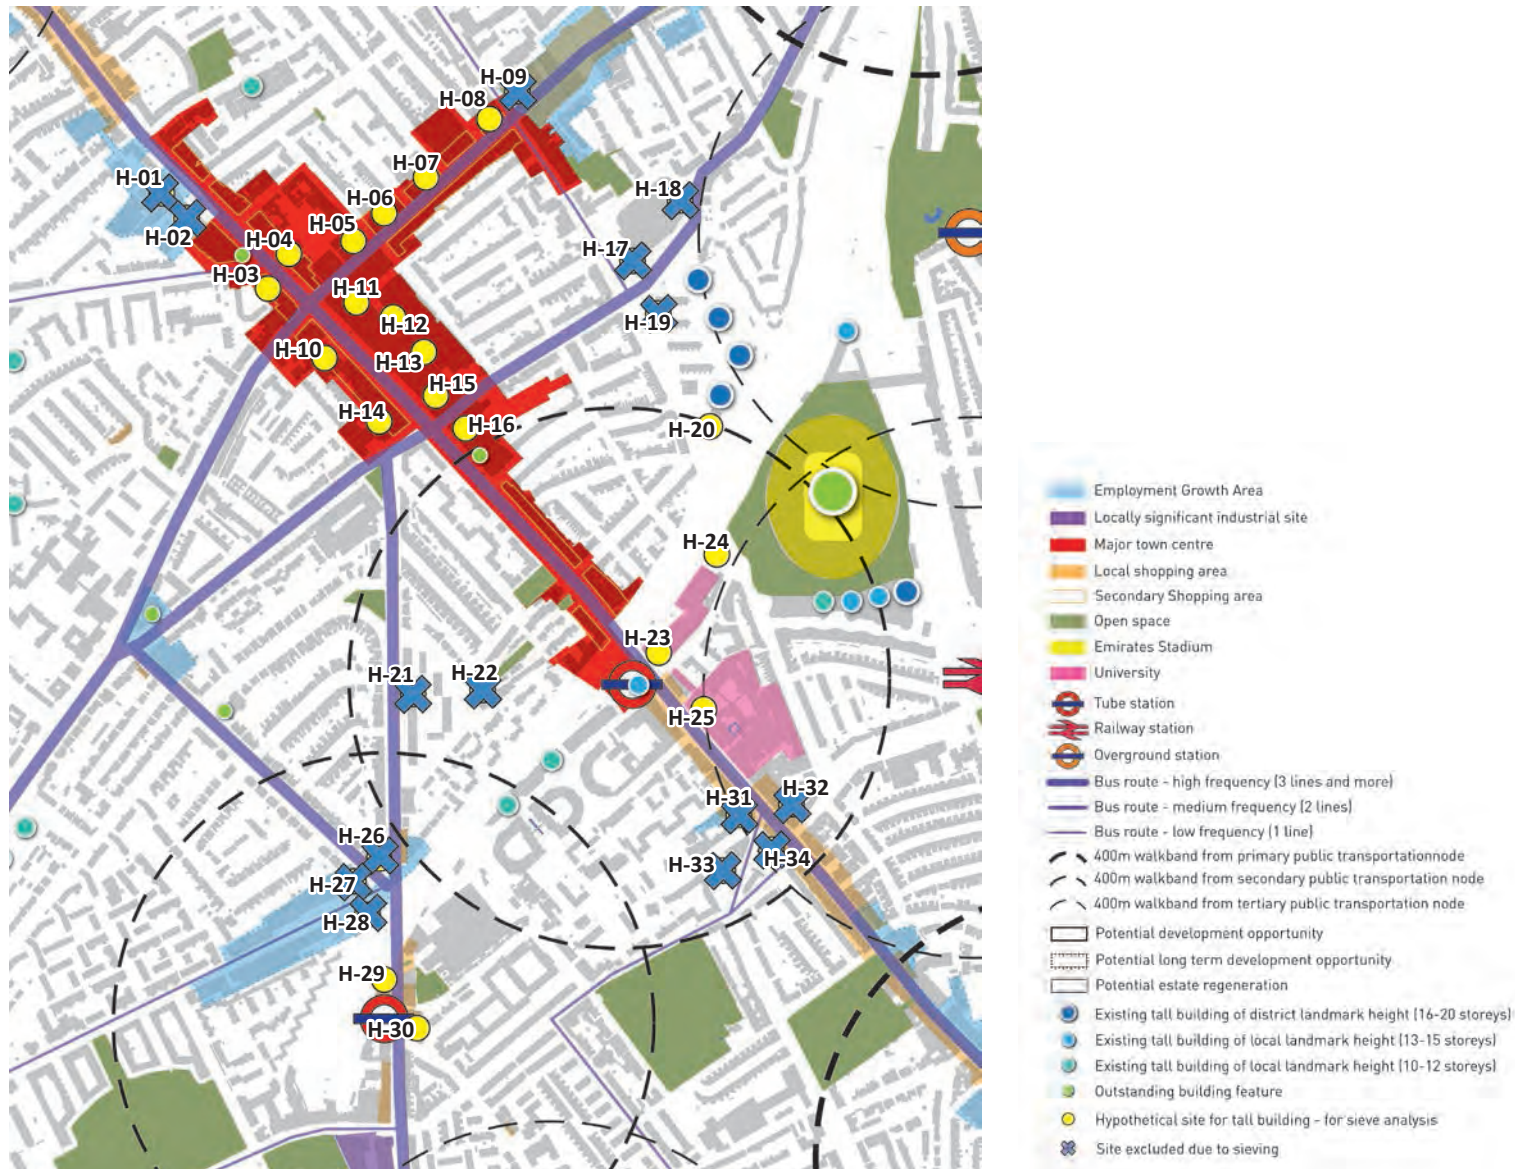 H-09
H-08
H-07
H-01
H-18
H-06
H-05
H-02
H-04
H-17
H-03
H-11
H-12
H-19
H-10
H-13
H-15
H-14
H-16
H-20
H-24
H-23
H-21
H-22
H-25
H-32
H-31
H-26
H-34
H-33
H-27
H-28
H-29
H-30
Employment Growth Area
Locally significant industrial site
Major town centre
Local shopping area
Secondary Shopping area
Open space
Emirates Stadium
University
Tube station
Railway station
Overground station
Bus route - high frequency (3 lines and more)
Bus route - medium frequency (2 lines)
Bus route - low frequency (1 line)
400m walkband from primary public transportationnode
400m walkband from secondary public transportation node
400m walkband from tertiary public transportation node
Potential development opportunity
Potential long term development opportunity
Potential estate regeneration
Existing tall building of district landmark height (16-20 storeys)
Existing tall building of local landmark height (13-15 storeys)
Existing tall building of local landmark height (10-12 storeys)
Outstanding building feature
Hypothetical site for tall building - for sieve analysis
Site excluded due to sieving